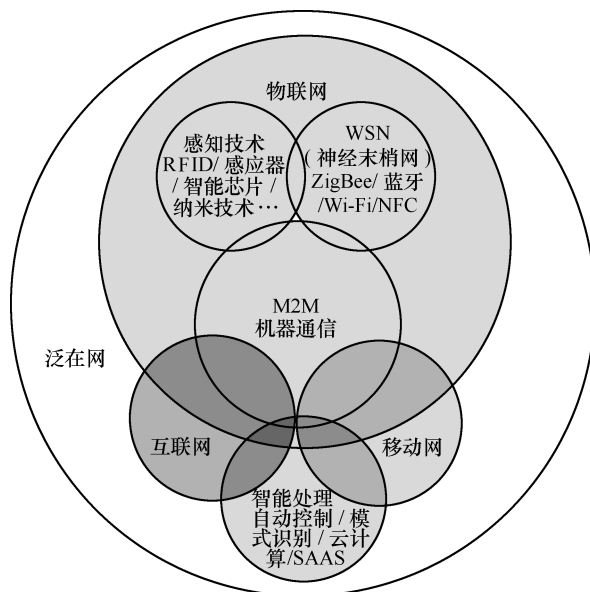 物联网
感知技术
RFID/ 感应器
/ 智能芯片 /
纳米技术…
WSN
( 神经末梢网 )
ZigBee/ 蓝牙
/Wi-Fi/NFC
M2M
机器通信
泛在网
互联网
移动网
智能处理
自动控制 / 模
式识别 / 云计
算/SAAS